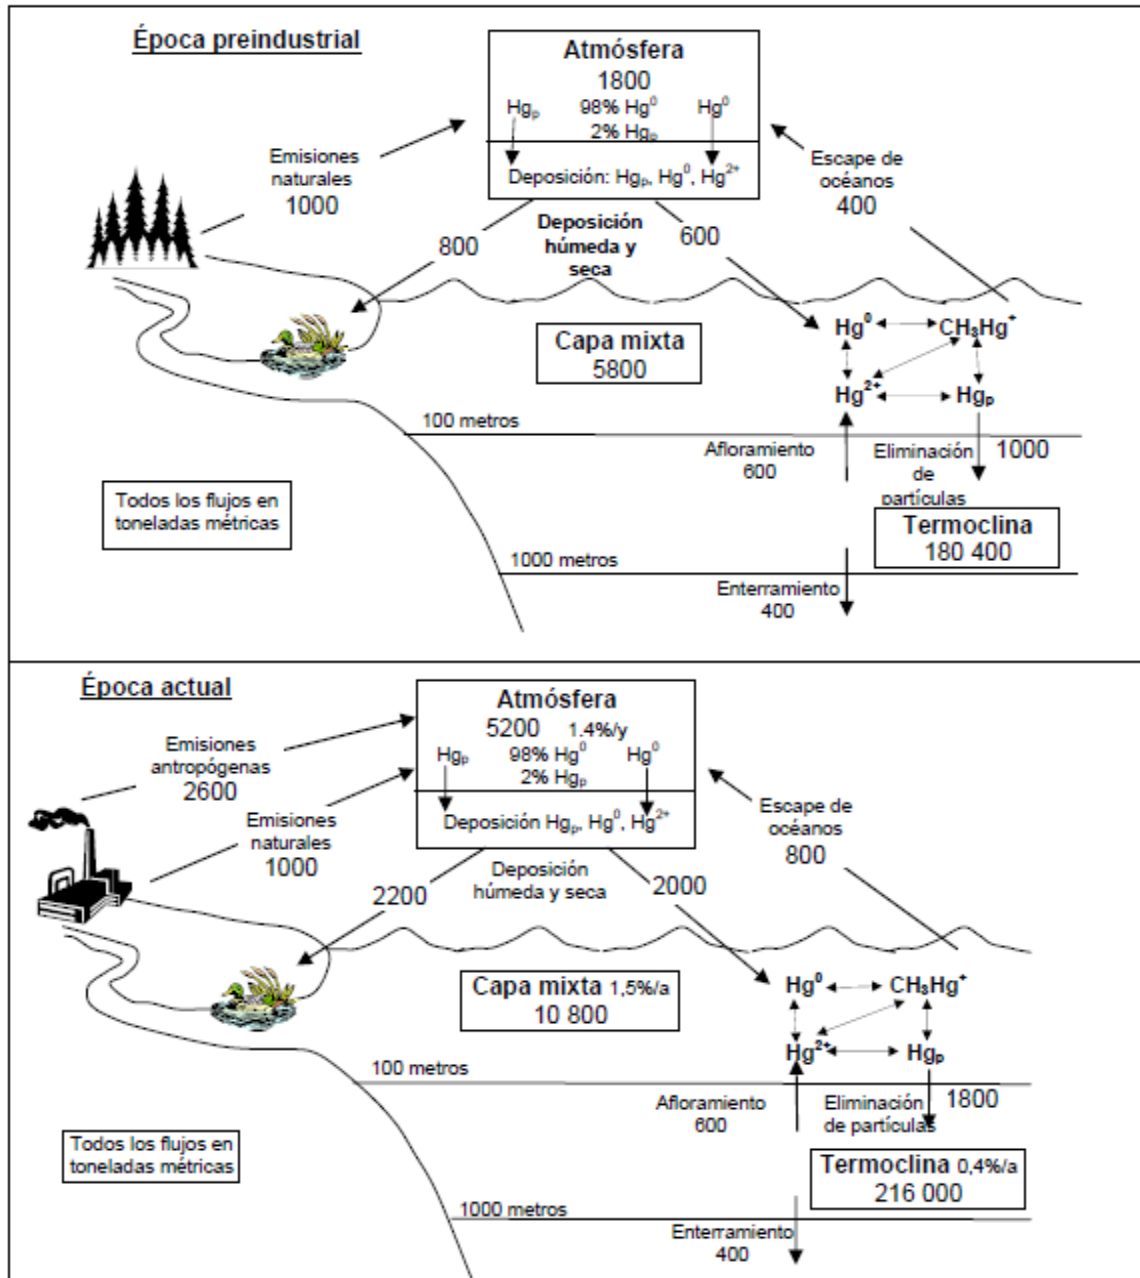 Época preindustrial
Atmósfera
1800
Hgₚ 98% Hg⁰ Hg⁰
2% Hgₚ
Deposición: Hgₚ, Hg⁰, Hg²⁺
Emisiones
naturales
1000
Escape de
océanos
400
800
Deposición
húmeda y
seca
600
Capa mixta
5800
Hg⁰ CH₃Hg⁺
Hg²⁺ Hgₚ
100 metros
Afloramiento
600
Eliminación
de
partículas
1000
Todos los flujos en
toneladas métricas
Termoclina
180 400
1000 metros
Enterramiento
400
Época actual
Atmósfera
5200 1.4%/y
Hgₚ 98% Hg⁰ Hg⁰
2% Hgₚ
Deposición Hgₚ, Hg⁰, Hg²⁺
Emisiones
antropógenas
2600
Emisiones
naturales
1000
Escape de
océanos
800
2200
Deposición
húmeda y seca
2000
Capa mixta 1,5%/a
10 800
Hg⁰ CH₃Hg⁺
Hg²⁺ Hgₚ
100 metros
Afloramiento
600
Eliminación
de partículas
1800
Todos los flujos en
toneladas métricas
Termoclina 0,4%/a
216 000
1000 metros
Enterramiento
400